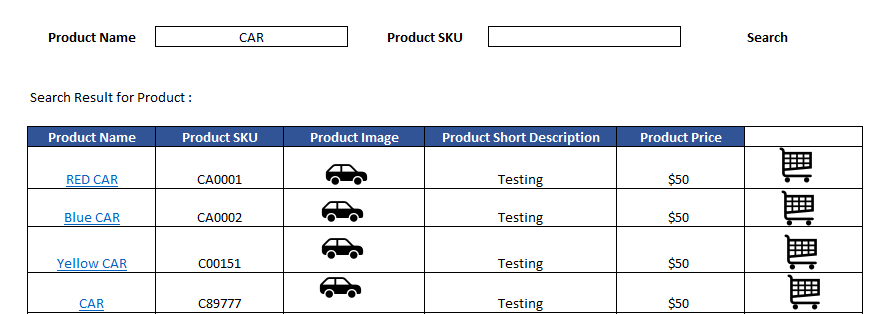 Product Name CAR Product SKU Search
Search Result for Product :
Product Name Product SKU Product Image Product Short Description Product Price
RED CAR CA0001 Testing $50
Blue CAR CA0002 Testing $50
Yellow CAR C00151 Testing $50
CAR C89777 Testing $50